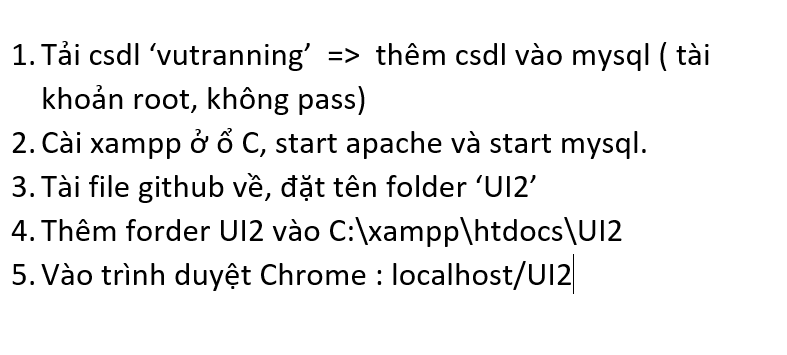 1. Tải csdl ‘vutranning’ => thêm csdl vào mysql ( tài
khoản root, không pass)
2. Cài xampp ở ổ C, start apache và start mysql.
3. Tài file github về, đặt tên folder ‘UI2’
4. Thêm forder UI2 vào C:\xampp\htdocs\UI2
5. Vào trình duyệt Chrome : localhost/UI2